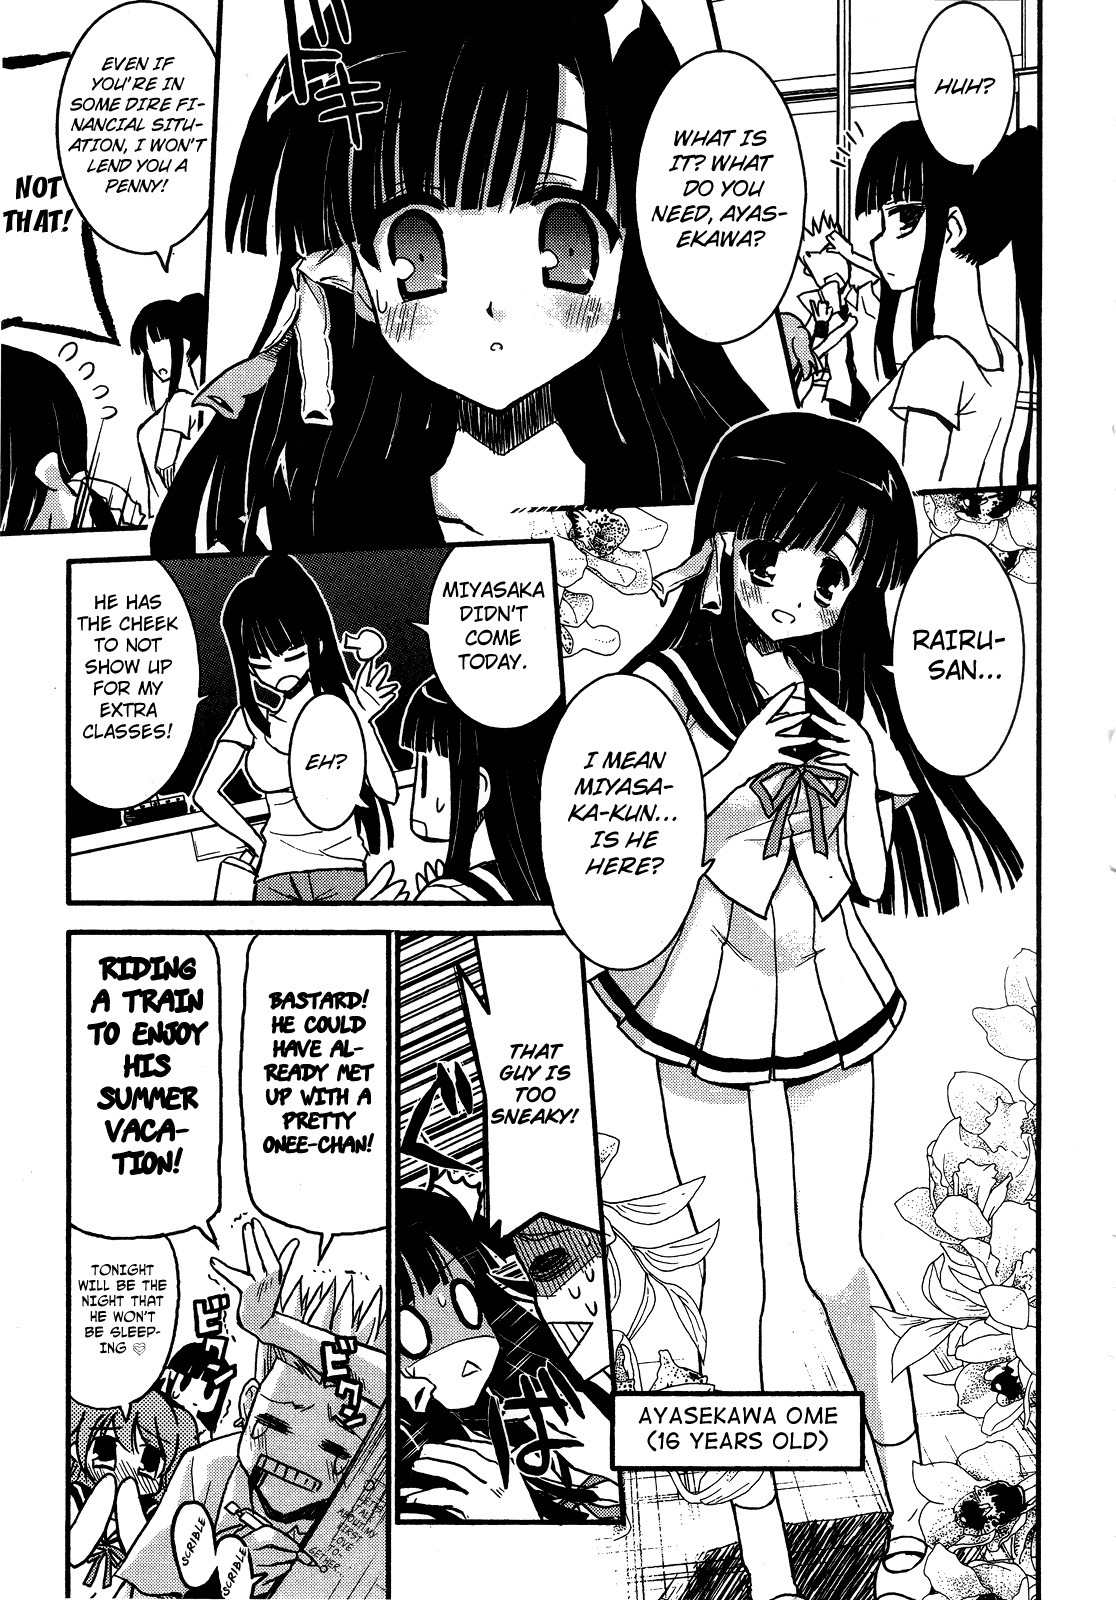 HUH?
WHAT IS
IT? WHAT
DO YOU
NEED, AYAS-
EKAWA?
ドキ
ドキ
EVEN IF
YOU'RE IN
SOME DIRE FI-
NANCIAL SITU-
ATION, I WON'T
LEND YOU A
PENNY!
NOT
THAT!
RAIRU-
SAN...
I MEAN
MIYASA-
KA-KUN...
IS HE
HERE?
MIYASAKA
DIDN'T
COME
TODAY.
HE HAS
THE CHEEK
TO NOT
SHOW UP
FOR MY
EXTRA
CLASSES!
EH?
AYASEKAWA OME
(16 YEARS OLD)
THAT
GUY IS
TOO
SNEAKY!
BASTARD!
HE COULD
HAVE AL-
READY MET
UP WITH A
PRETTY
ONEE-CHAN!
RIDING
A TRAIN
TO ENJOY
HIS
SUMMER
VACA-
TION!
TONIGHT
WILL BE THE
NIGHT THAT
HE WON'T
BE SLEEP-
ING ♡
SCRIBLE
SCRIBLE